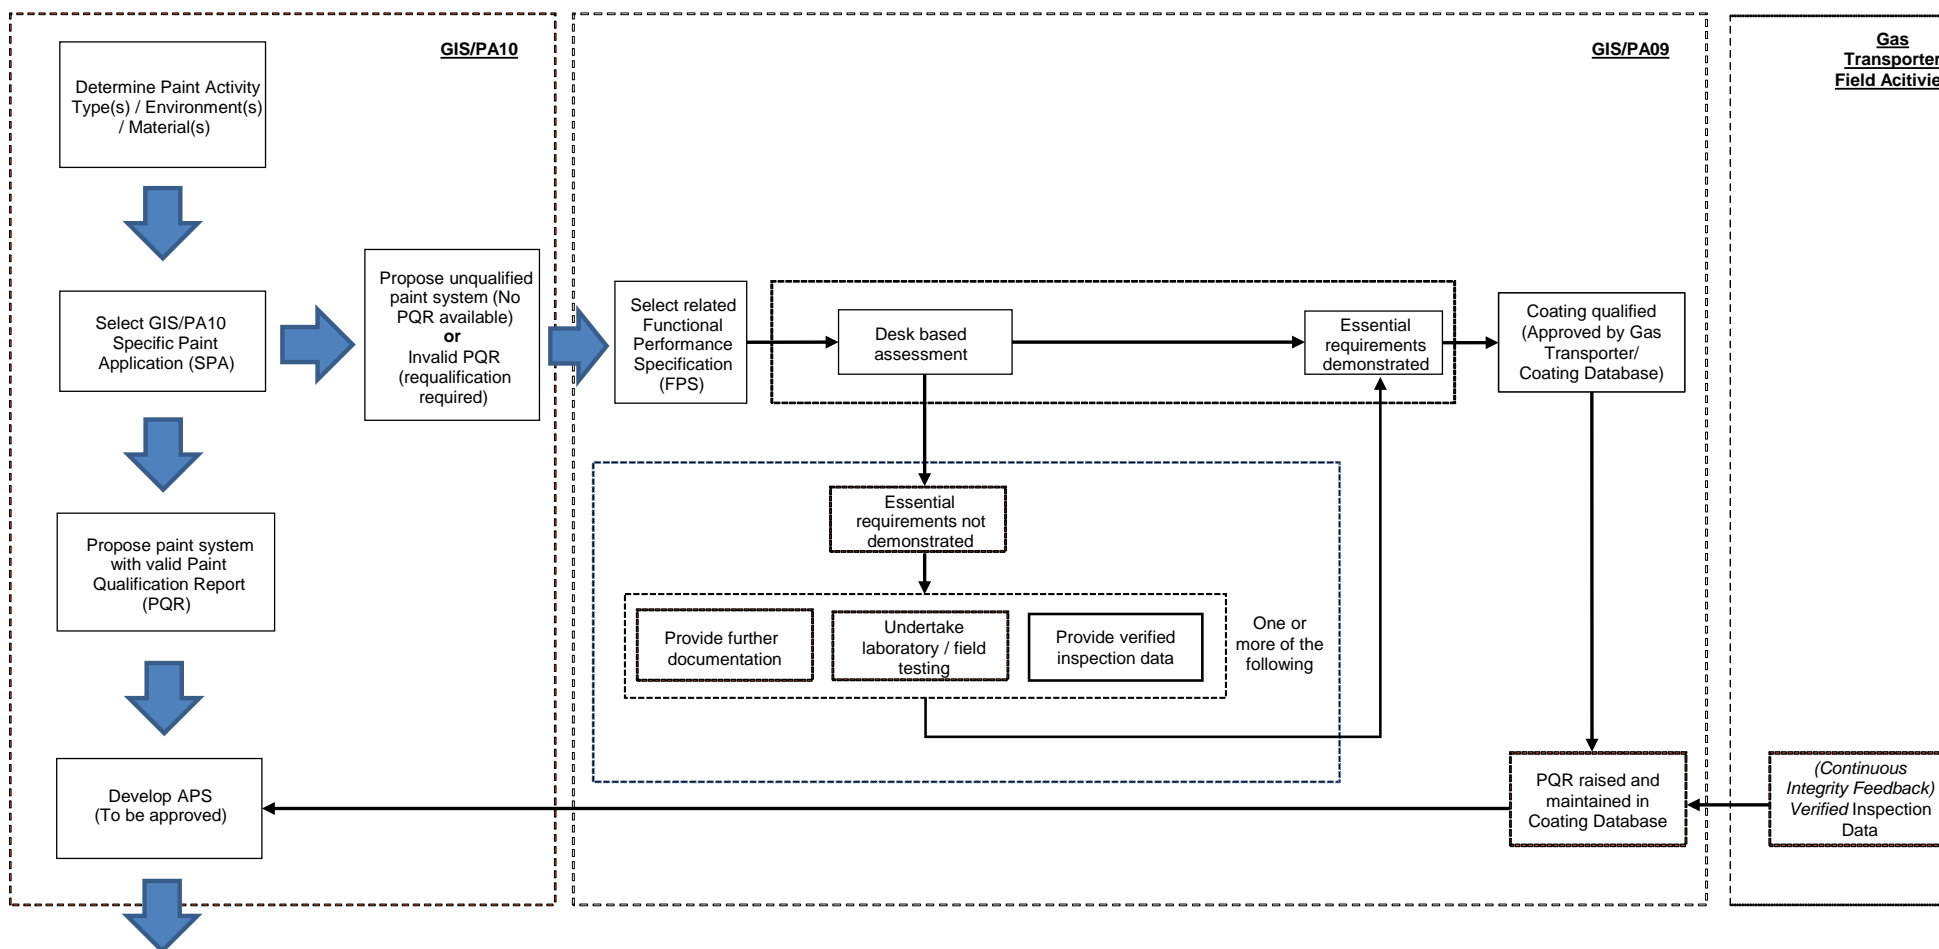 GIS/PA10
Determine Paint Activity
Type(s) / Environment(s)
/ Material(s)
Select GIS/PA10
Specific Paint
Application (SPA)
Propose unqualified
paint system (No
PQR available)
or
Invalid PQR
(requalification
required)
Propose paint system
with valid Paint
Qualification Report
(PQR)
Develop APS
(To be approved)
GIS/PA09
Select related
Functional
Performance
Specification
(FPS)
Desk based
assessment
Essential
requirements
demonstrated
Coating qualified
(Approved by Gas
Transporter/
Coating Database)
Essential
requirements not
demonstrated
Provide further
documentation
Undertake
laboratory / field
testing
Provide verified
inspection data
One or
more of the
following
PQR raised and
maintained in
Coating Database
Gas
Transporter
Field Acitivie
(Continuous
Integrity Feedback)
Verified Inspection
Data